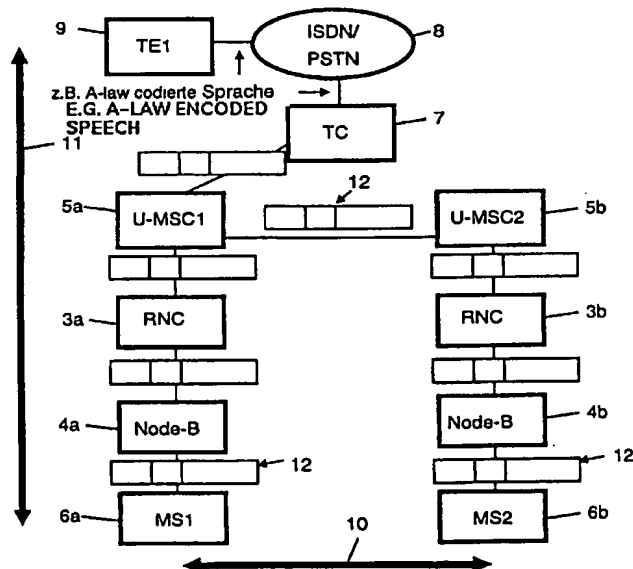 9
TE1
ISDN/
PSTN
8
z.B. A-law codierte Sprache
E.G. A-LAW ENCODED
SPEECH
11
TC
7
12
5a
U-MSC1
U-MSC2
5b
3a
RNC
RNC
3b
4a
Node-B
Node-B
4b
12
12
6a
MS1
MS2
6b
10